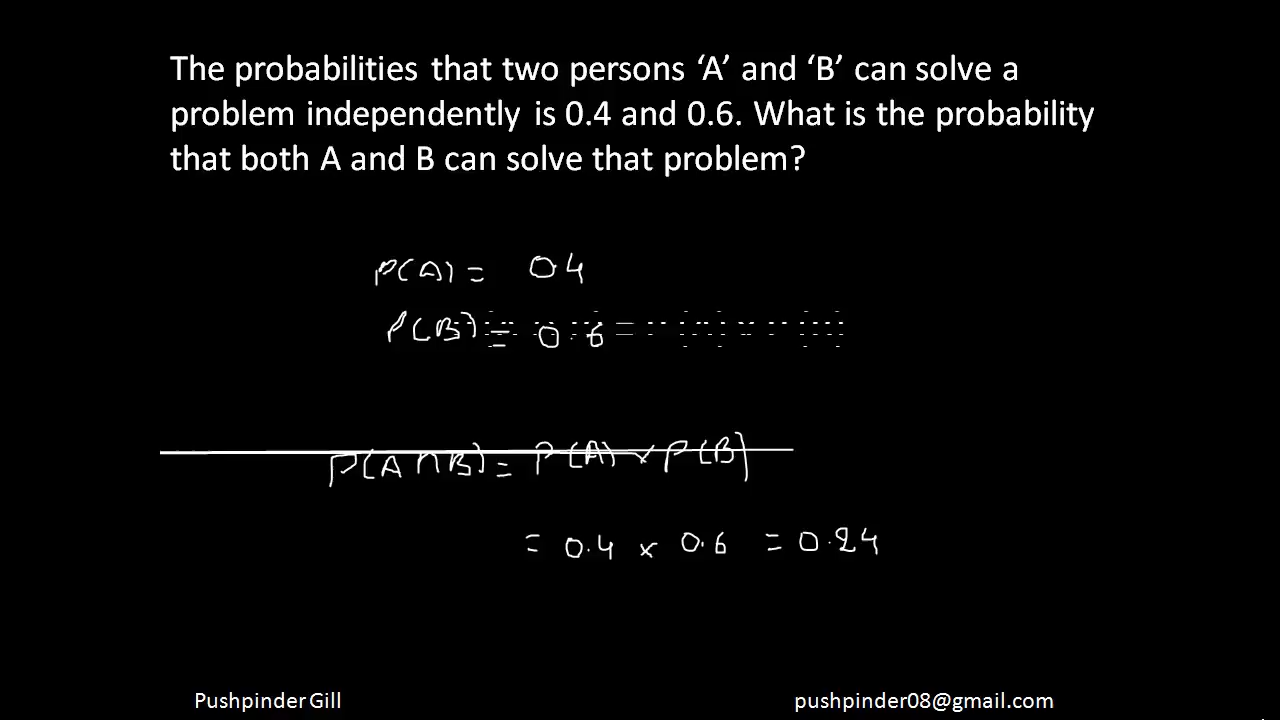 The probabilities that two persons ‘A’ and ‘B’ can solve a
problem independently is 0.4 and 0.6. What is the probability
that both A and B can solve that problem?
P(A) = 0.4
P(B) = 0.6
P(A ∩ B) = P(A) × P(B)
= 0.4 × 0.6 = 0.24
Pushpinder Gill pushpinder08@gmail.com